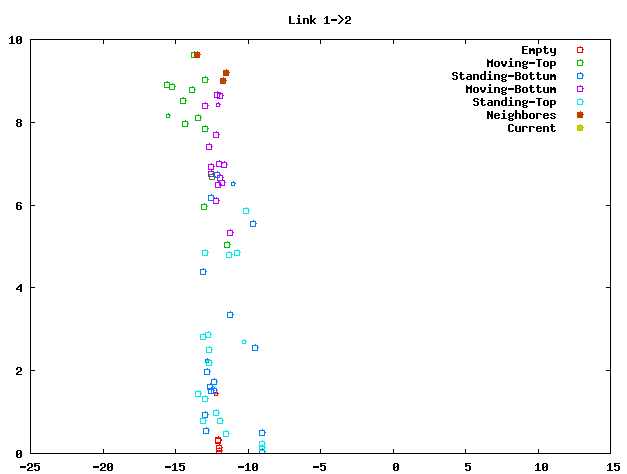 Link 1->2
10
8
6
4
2
0
Empty
Moving-Top
Standing-Bottum
Moving-Bottum
Standing-Top
Neighbores
Current
-25 -20 -15 -10 -5 0 5 10 15